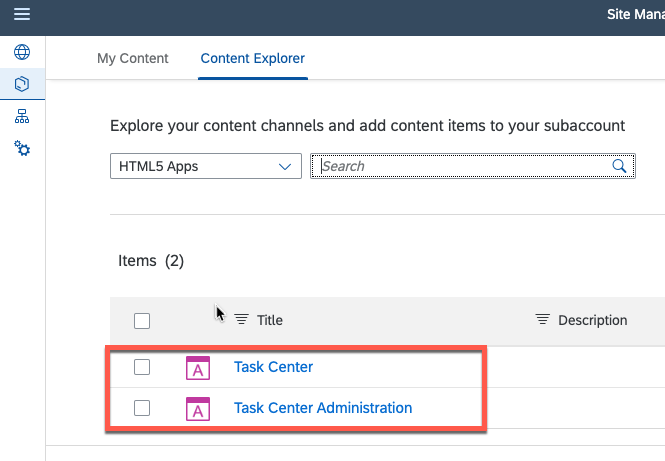 Site Mana
My Content Content Explorer
Explore your content channels and add content items to your subaccount
HTML5 Apps Search
Items (2)
Title Description
A Task Center
A Task Center Administration